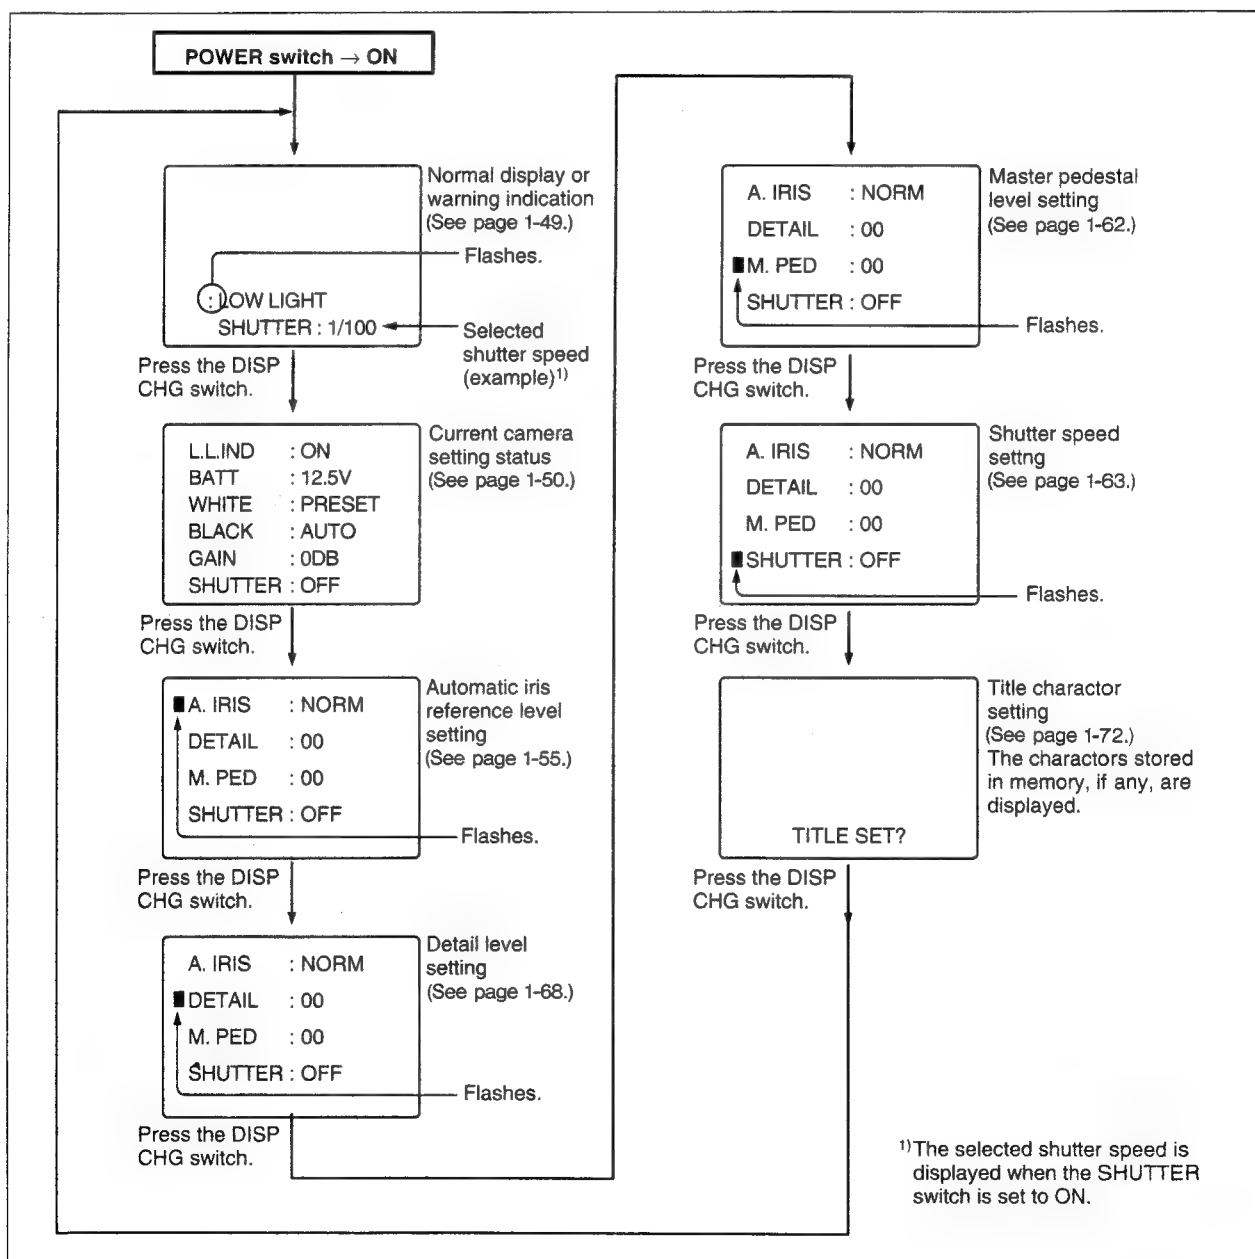 POWER switch → ON
Normal display or
warning indication
(See page 1-49.)
Flashes.
:LOW LIGHT
SHUTTER : 1/100
Selected
shutter speed
(example)1)
Press the DISP
CHG switch.
L.L.IND : ON
BATT : 12.5V
WHITE : PRESET
BLACK : AUTO
GAIN : 0DB
SHUTTER : OFF
Current camera
setting status
(See page 1-50.)
Press the DISP
CHG switch.
A. IRIS : NORM
DETAIL : 00
M. PED : 00
SHUTTER : OFF
Automatic iris
reference level
setting
(See page 1-55.)
Flashes.
Press the DISP
CHG switch.
A. IRIS : NORM
DETAIL : 00
M. PED : 00
SHUTTER : OFF
Detail level
setting
(See page 1-68.)
Flashes.
Press the DISP
CHG switch.
A. IRIS : NORM
DETAIL : 00
M. PED : 00
SHUTTER : OFF
Master pedestal
level setting
(See page 1-62.)
Flashes.
Press the DISP
CHG switch.
A. IRIS : NORM
DETAIL : 00
M. PED : 00
SHUTTER : OFF
Shutter speed
settng
(See page 1-63.)
Flashes.
Press the DISP
CHG switch.
TITLE SET?
Title charactor
setting
(See page 1-72.)
The charactors stored
in memory, if any, are
displayed.
Press the DISP
CHG switch.
1)The selected shutter speed is
displayed when the SHUTTER
switch is set to ON.